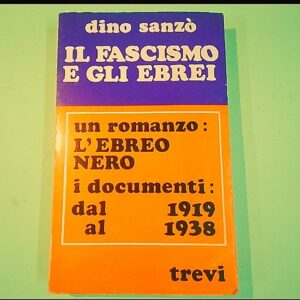 dino sanzò
IL FASCISMO
E GLI EBREI
un romanzo:
L'EBREO
NERO
i documenti:
dal 1919
al 1938
trevi